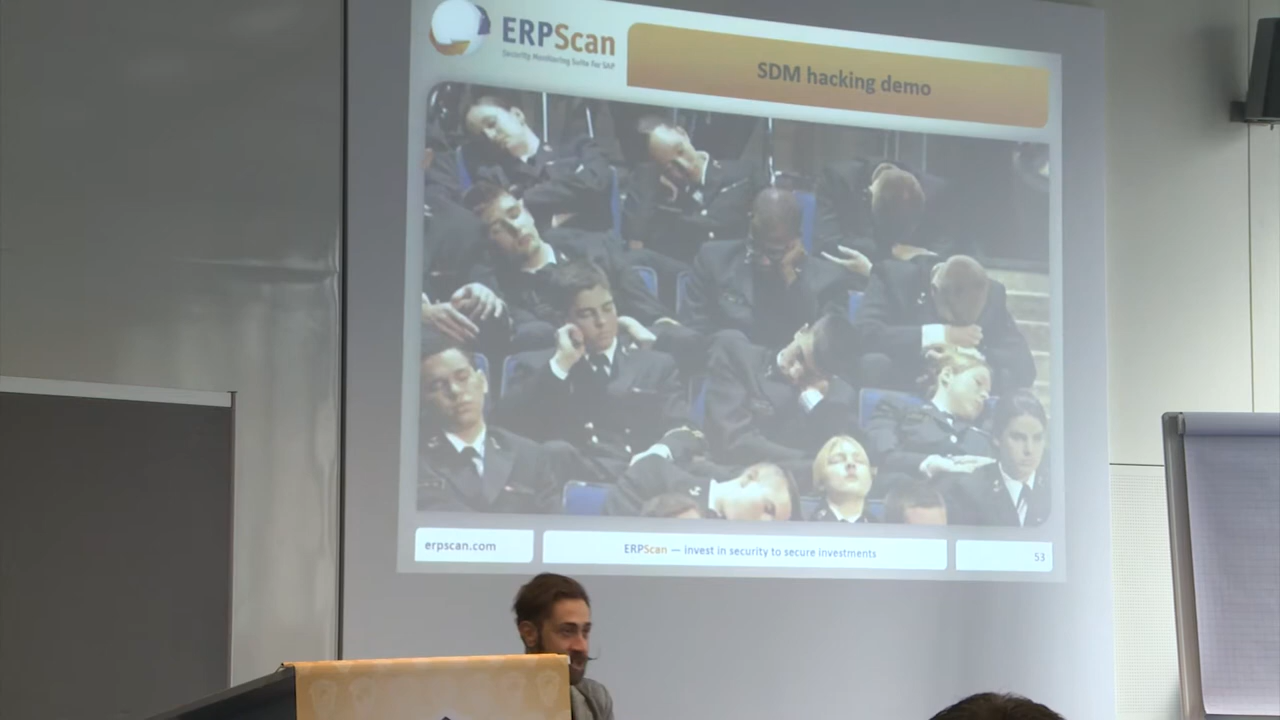 ERPScan
Security Monitoring Suite for SAP
SDM hacking demo
erpscan.com
ERPScan — invest in security to secure investments
53